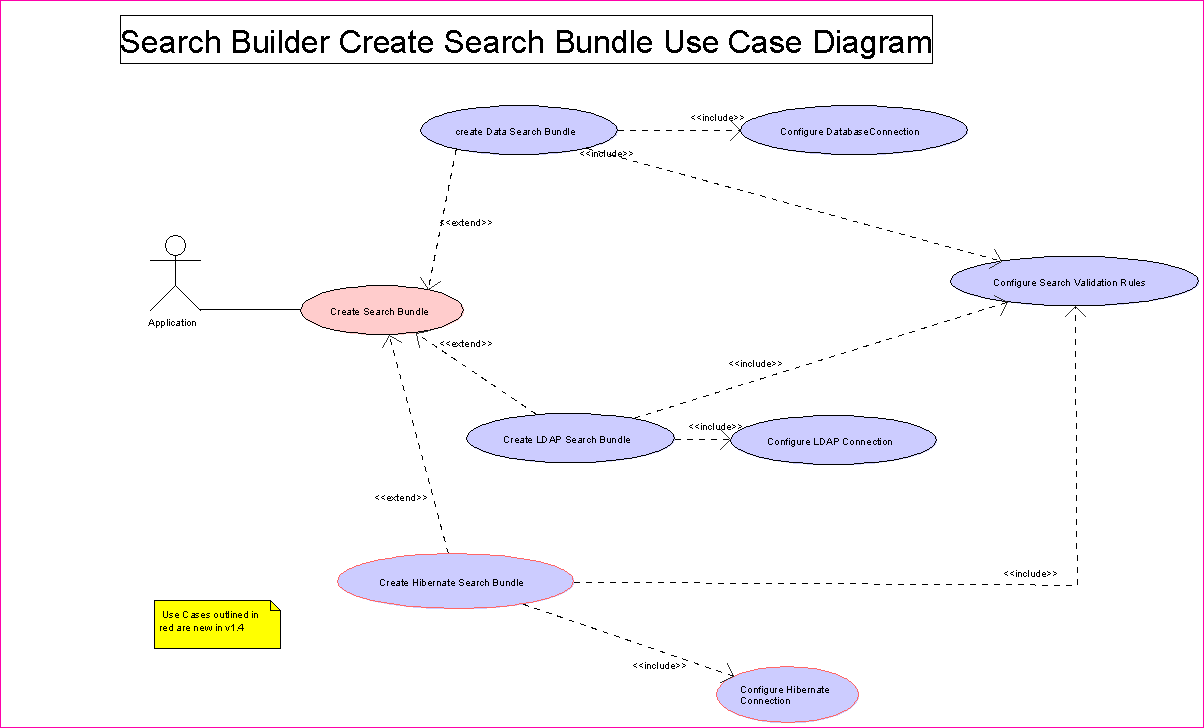 Search Builder Create Search Bundle Use Case Diagram
<<include>>
create Data Search Bundle
Configure DatabaseConnection
<<include>>
<<extend>>
Configure Search Validation Rules
Create Search Bundle
Application
<<extend>>
<<include>>
<<include>>
Create LDAP Search Bundle
Configure LDAP Connection
<<extend>>
<<include>>
Create Hibernate Search Bundle
Use Cases outlined in
red are new in v1.4
<<include>>
Configure Hibernate
Connection